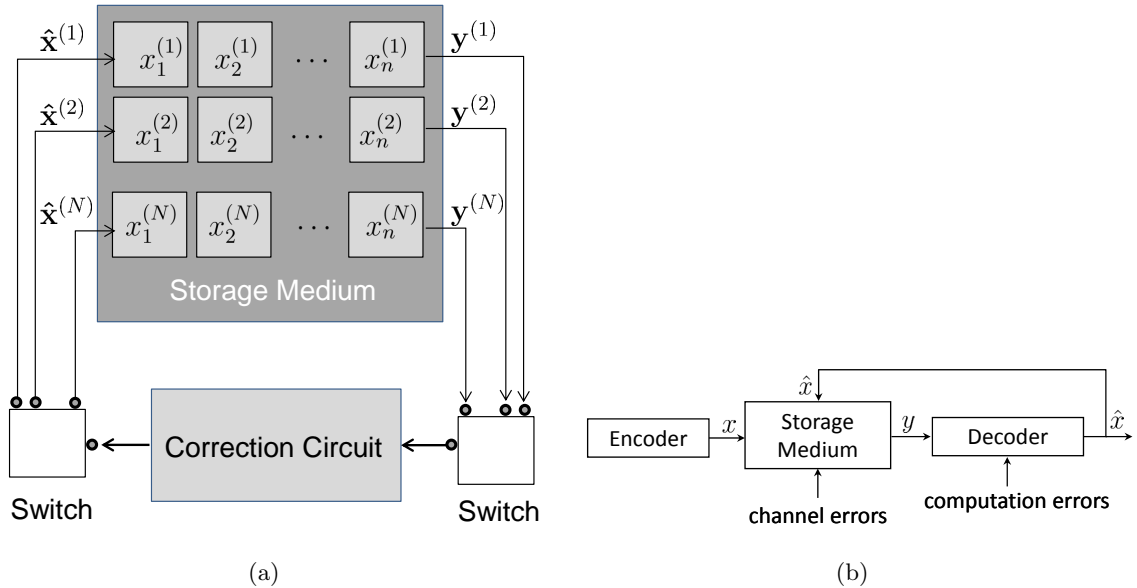 x̂^(1)
x_1^(1) x_2^(1) ⋯ x_n^(1)
y^(1)
x̂^(2)
x_1^(2) x_2^(2) ⋯ x_n^(2)
y^(2)
x̂^(N)
x_1^(N) x_2^(N) ⋯ x_n^(N)
y^(N)
Storage Medium
Correction Circuit
Switch
Switch
(a)
Encoder
x
x̂
Storage
Medium
y
Decoder
x̂
channel errors
computation errors
(b)